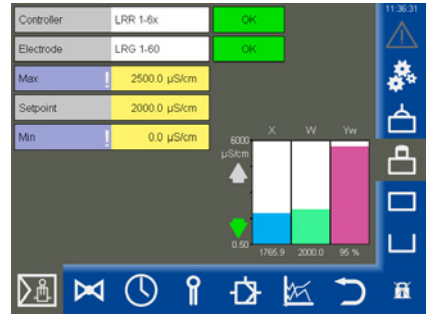 11:36:31
Controller LRR 1-6x OK
Electrode LRG 1-60 OK
Max 2500.0 µS/cm
Setpoint 2000.0 µS/cm
Min 0.0 µS/cm
X W Yw
6000
µS/cm
0.50
1765.9 2000.0 95 %